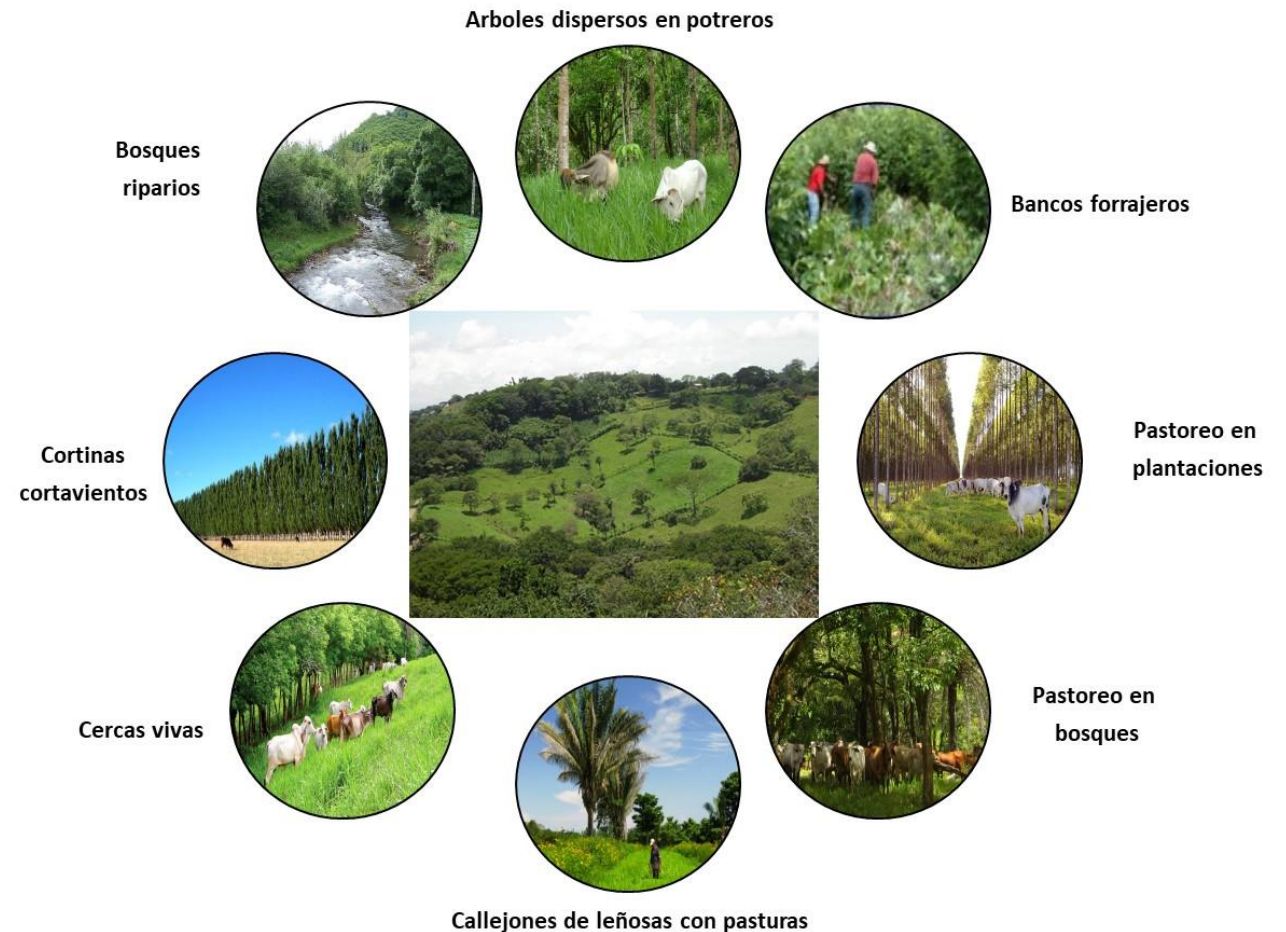 Arboles dispersos en potreros
Bosques
riparios
Bancos forrajeros
Cortinas
cortavientos
Pastoreo en
plantaciones
Cercas vivas
Pastoreo en
bosques
Callejones de leñosas con pasturas